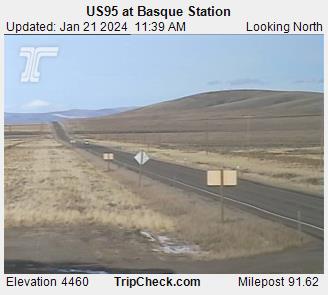 US95 at Basque Station
Updated: Jan 21 2024 11:39 AM Looking North
Elevation 4460 TripCheck.com Milepost 91.62